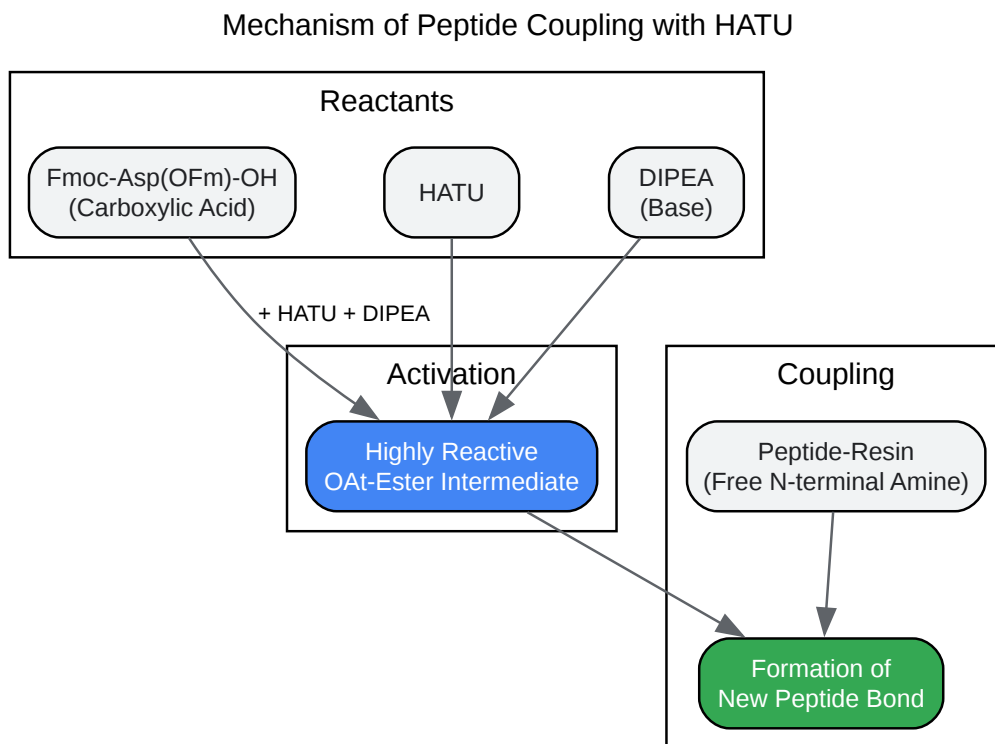 Mechanism of Peptide Coupling with HATU
Reactants
Fmoc-Asp(OFm)-OH
(Carboxylic Acid)
HATU
DIPEA
(Base)
+ HATU + DIPEA
Activation
Highly Reactive
OAt-Ester Intermediate
Coupling
Peptide-Resin
(Free N-terminal Amine)
Formation of
New Peptide Bond